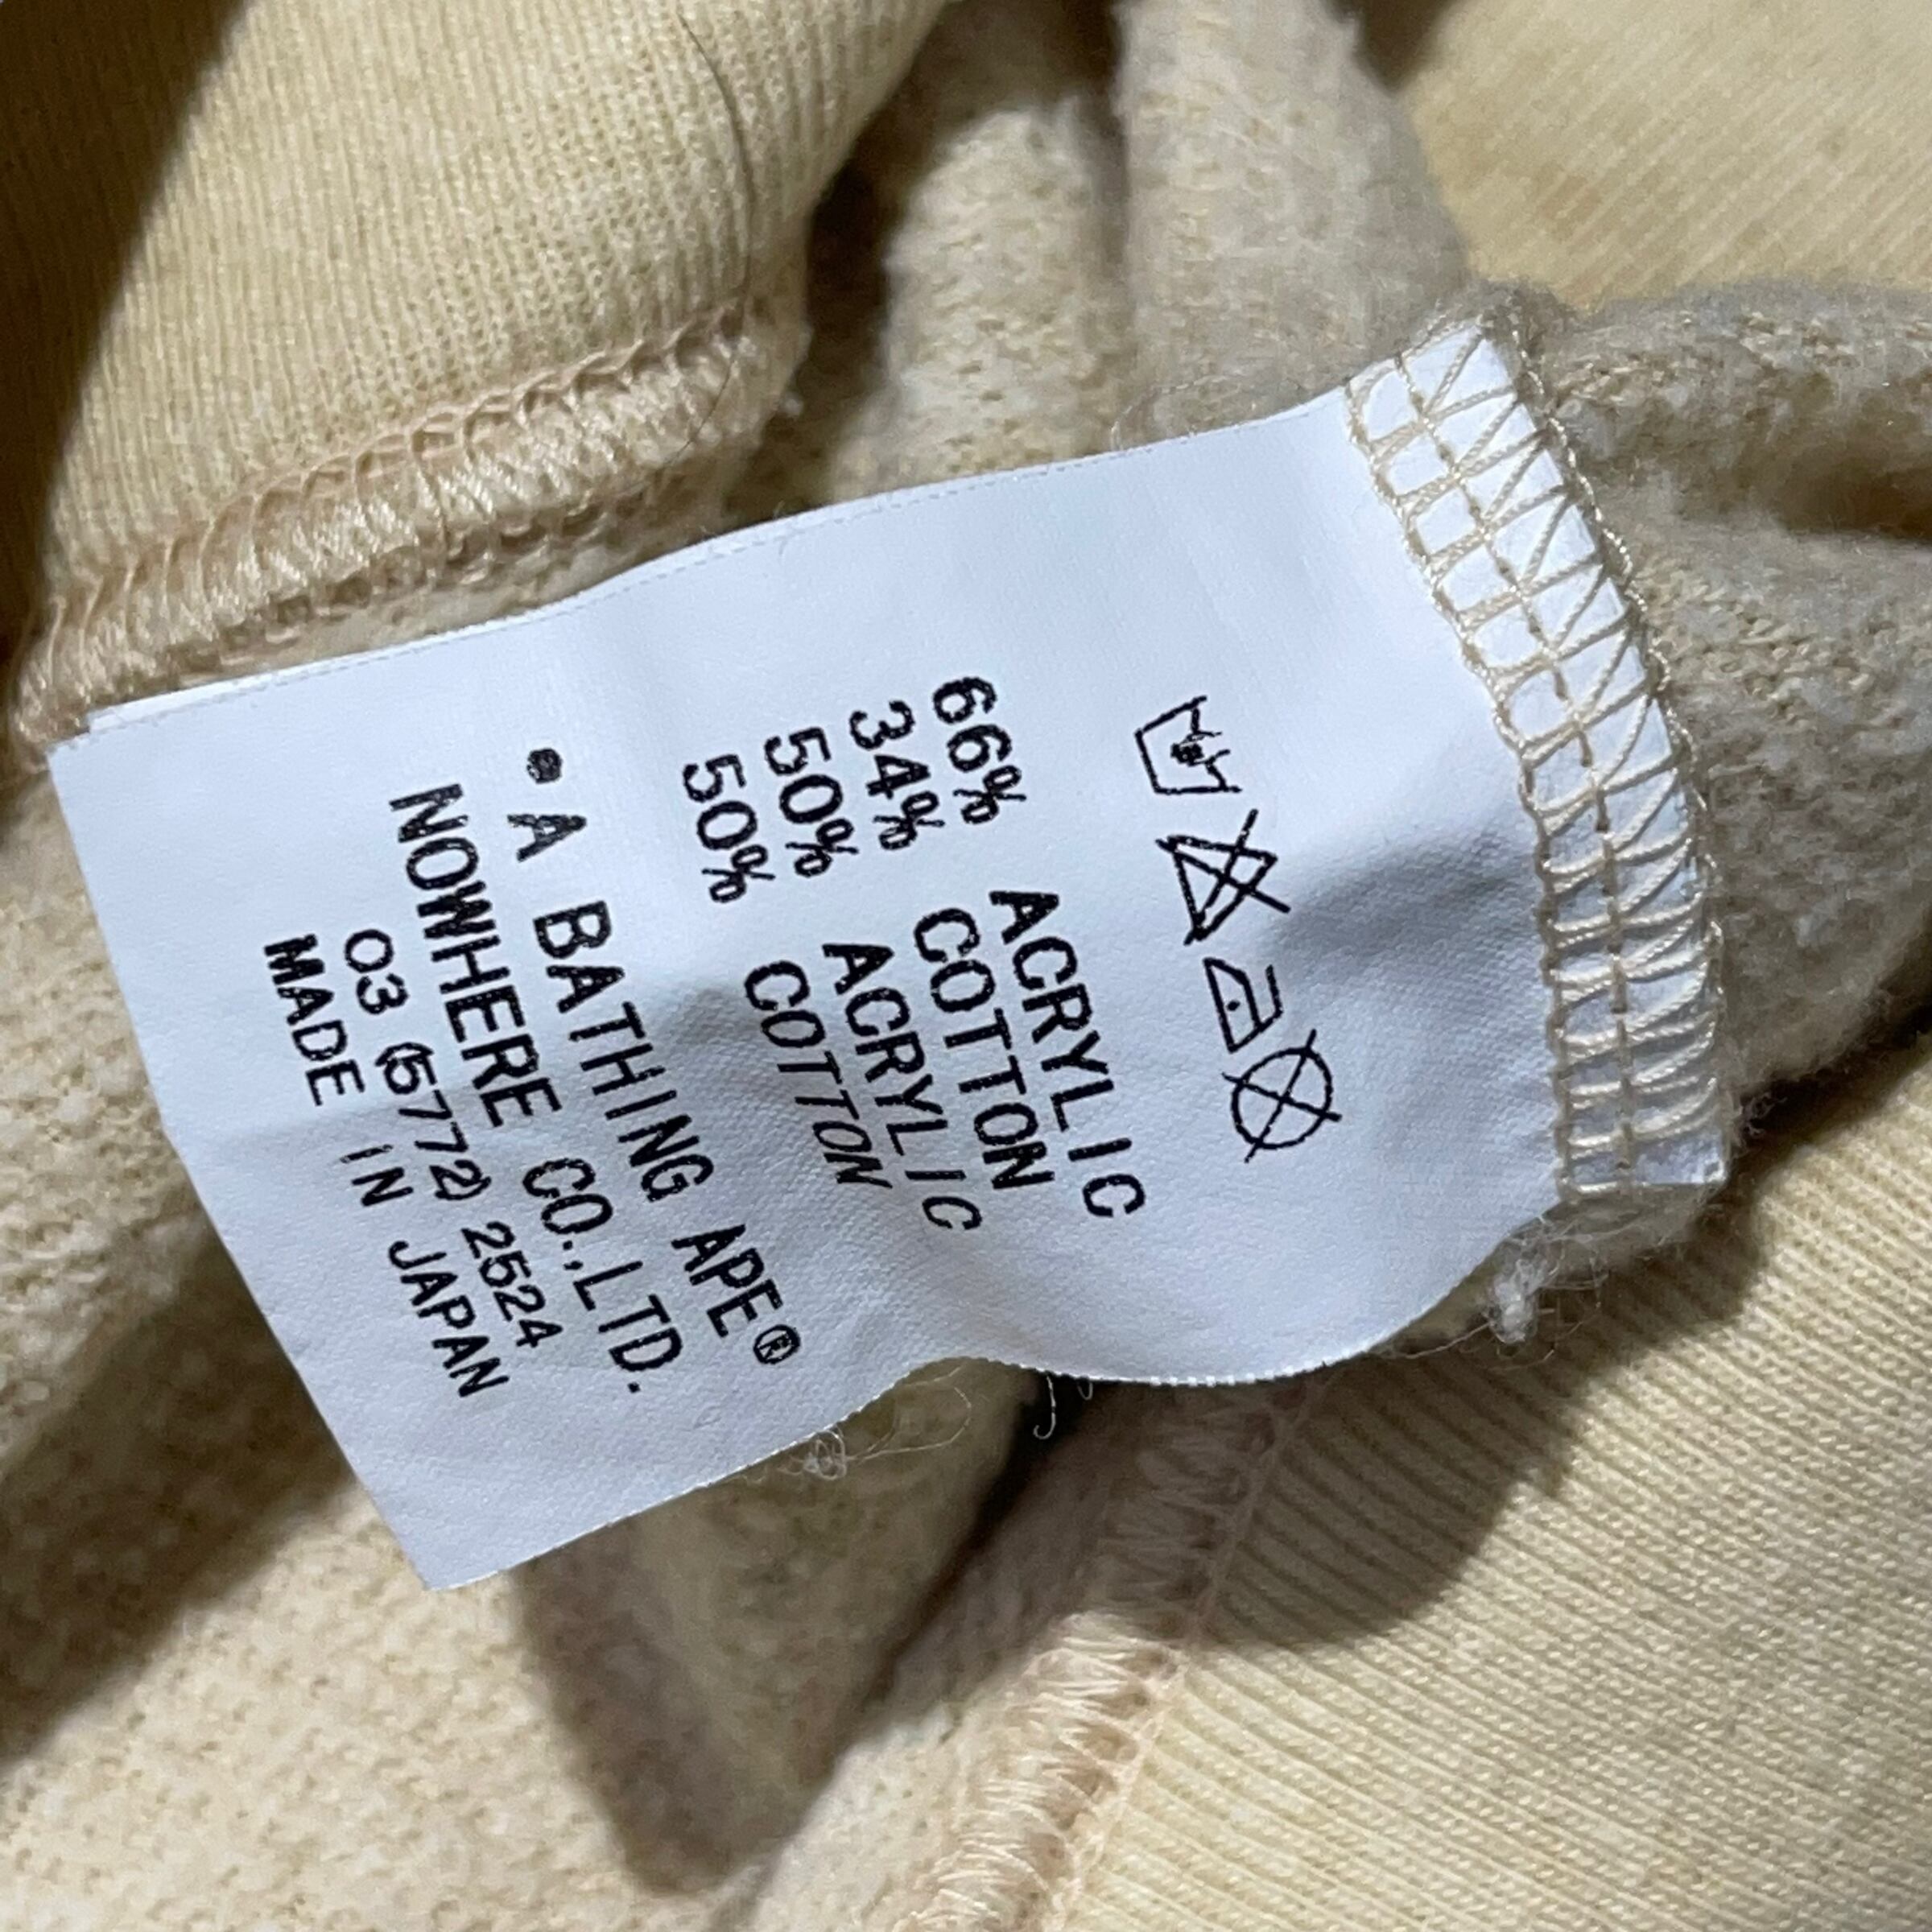 66% ACRYLIC
34% COTTON
50% ACRYLIC
50% COTTON
•A BATHING APE®
NOWHERE CO.,LTD.
03 (5772) 2524
MADE IN JAPAN